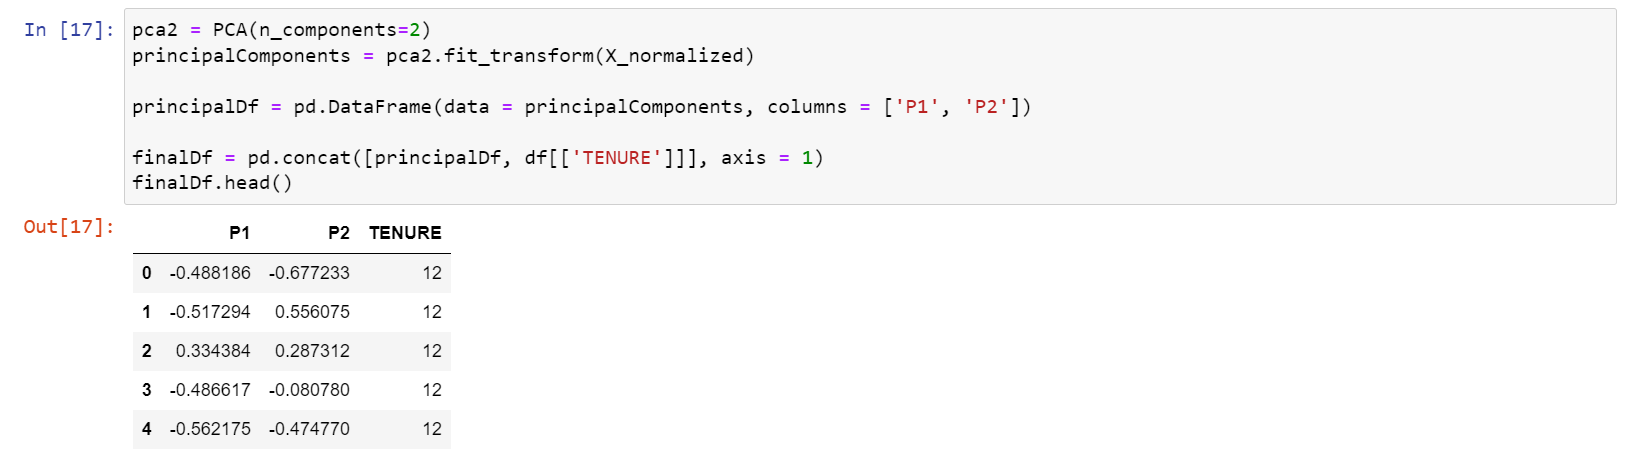 In [17]: pca2 = PCA(n_components=2)
principalComponents = pca2.fit_transform(X_normalized)
principalDf = pd.DataFrame(data = principalComponents, columns = ['P1', 'P2'])
finalDf = pd.concat([principalDf, df[['TENURE']]], axis = 1)
finalDf.head()
Out[17]:
P1 P2 TENURE
0 -0.488186 -0.677233 12
1 -0.517294 0.556075 12
2 0.334384 0.287312 12
3 -0.486617 -0.080780 12
4 -0.562175 -0.474770 12